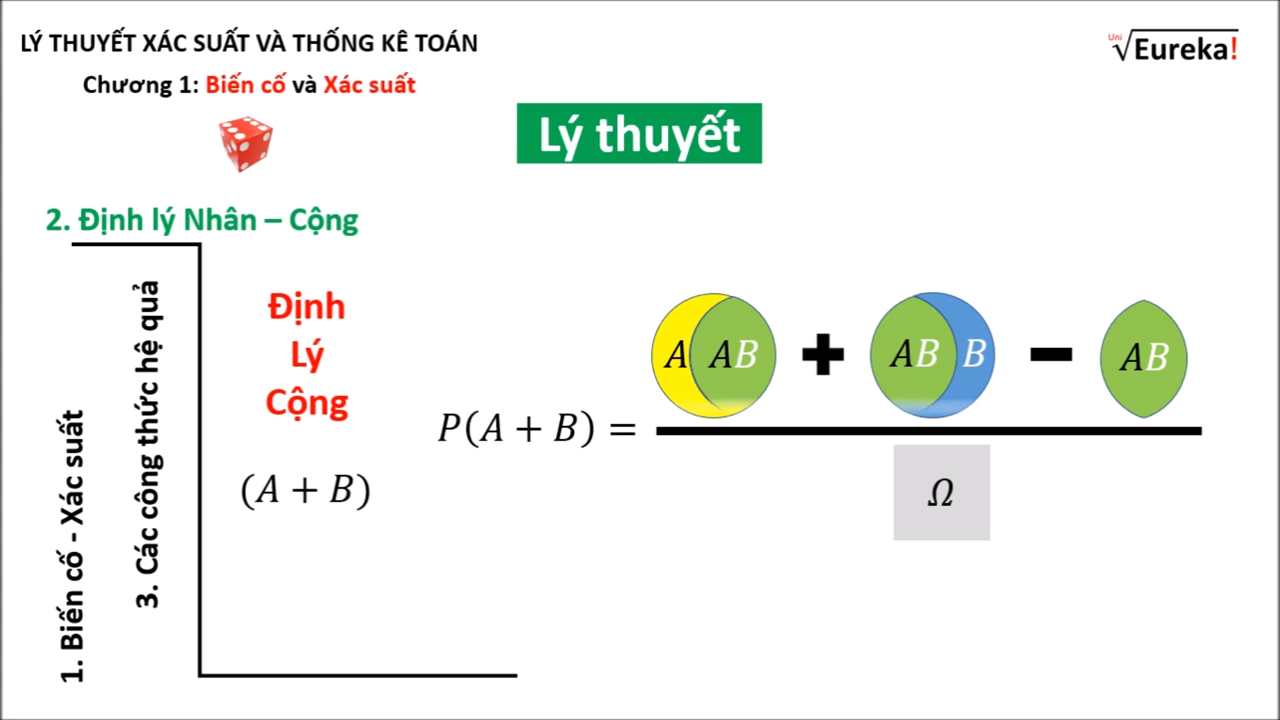 LÝ THUYẾT XÁC SUẤT VÀ THỐNG KÊ TOÁN
Chương 1: Biến cố và Xác suất
Uni
√Eureka!
Lý thuyết
2. Định lý Nhân – Cộng
1. Biến cố - Xác suất
3. Các công thức hệ quả
Định
Lý
Cộng
(A + B)
P(A + B) =
A AB + AB B - AB
Ω